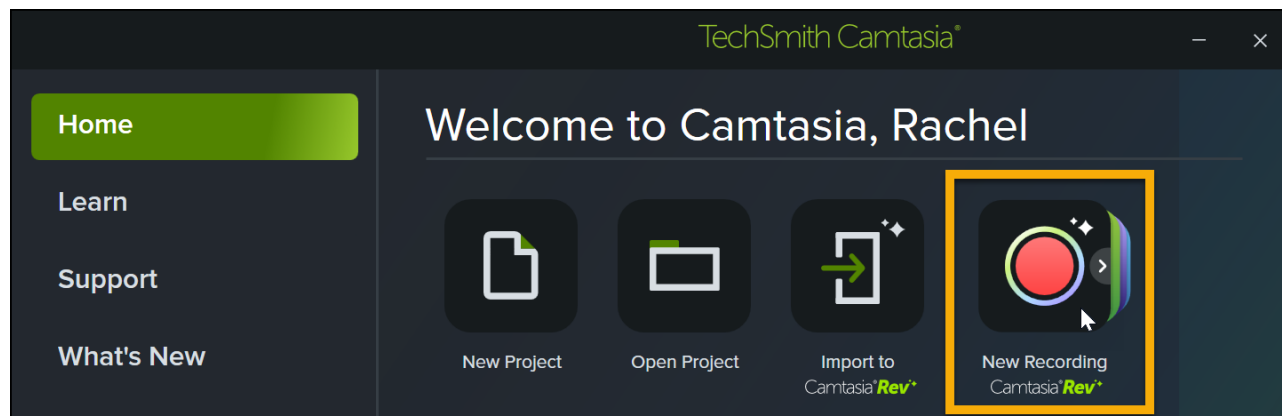 TechSmith Camtasia®
Home
Learn
Support
What's New
Welcome to Camtasia, Rachel
New Project
Open Project
Import to
Camtasia® Rev
New Recording
Camtasia® Rev